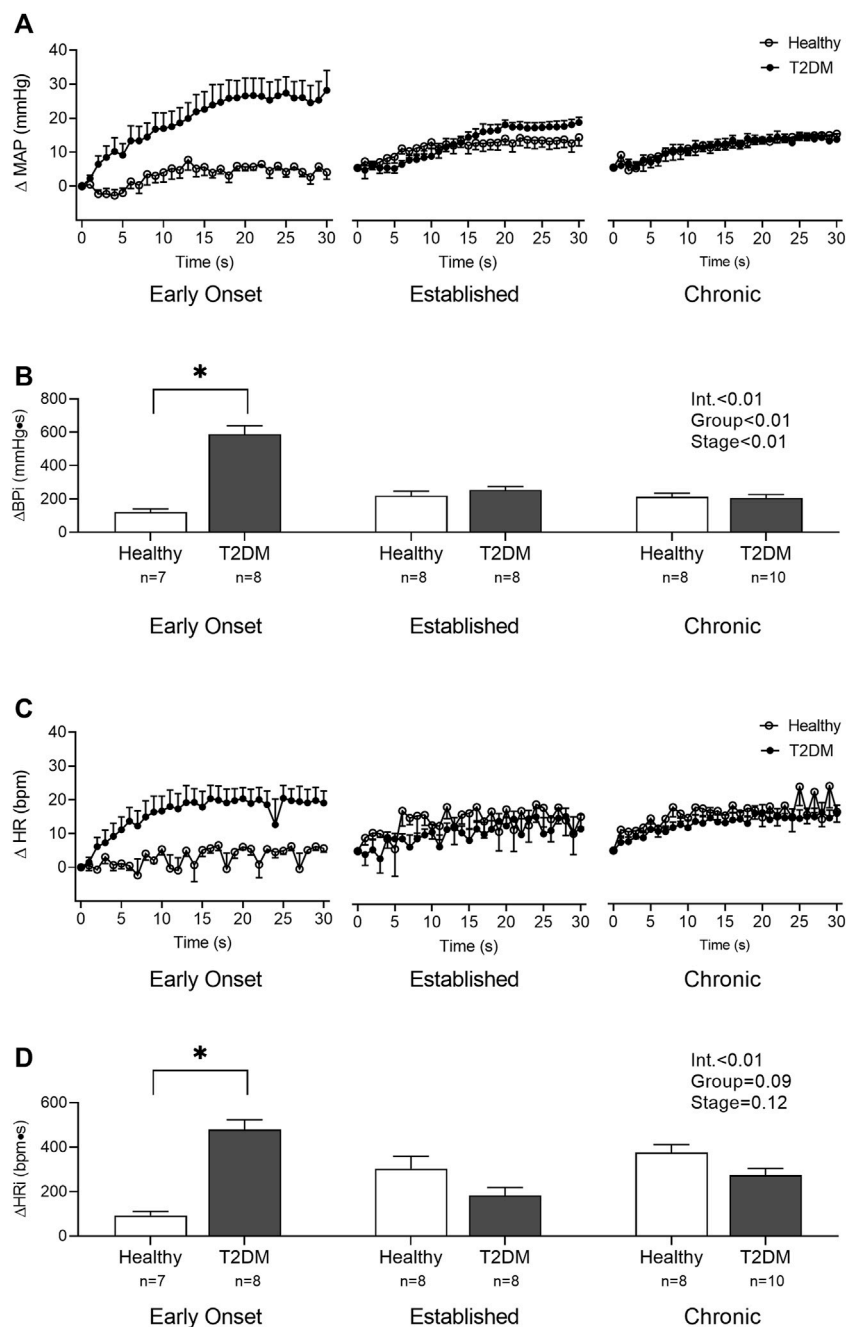 A
Δ MAP (mmHg)
40
30
20
10
0
Healthy
T2DM
0 5 10 15 20 25 30
0 5 10 15 20 25 30
0 5 10 15 20 25 30
Time (s)
Time (s)
Time (s)
Early Onset
Established
Chronic
B
ΔBPi (mmHg•s)
800
600
400
200
0
*
Int.<0.01
Group<0.01
Stage<0.01
Healthy T2DM Healthy T2DM Healthy T2DM
n=7 n=8 n=8 n=8 n=8 n=10
Early Onset
Established
Chronic
C
Δ HR (bpm)
40
30
20
10
0
Healthy
T2DM
0 5 10 15 20 25 30
0 5 10 15 20 25 30
0 5 10 15 20 25 30
Time (s)
Time (s)
Time (s)
Early Onset
Established
Chronic
D
ΔHRi (bpm•s)
600
400
200
0
*
Int.<0.01
Group=0.09
Stage=0.12
Healthy T2DM Healthy T2DM Healthy T2DM
n=7 n=8 n=8 n=8 n=8 n=10
Early Onset
Established
Chronic